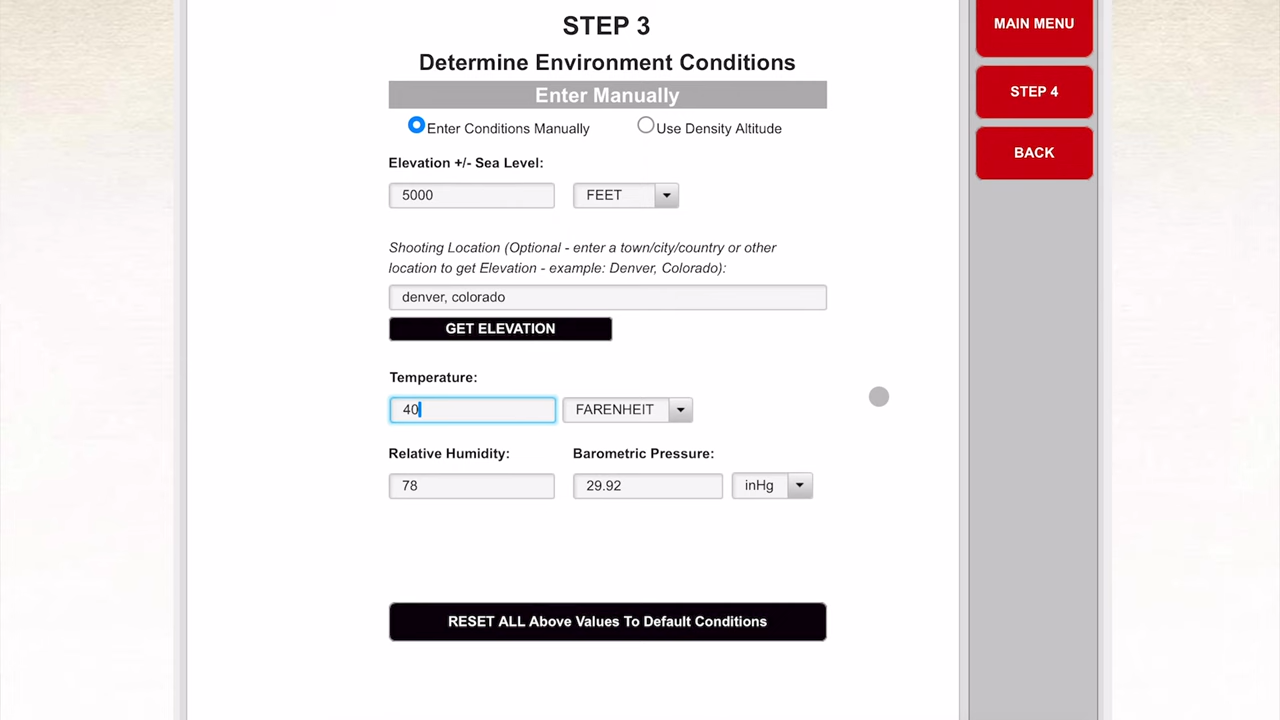 STEP 3
Determine Environment Conditions
Enter Manually
Enter Conditions Manually
Use Density Altitude
Elevation +/- Sea Level:
5000
FEET
Shooting Location (Optional - enter a town/city/country or other
location to get Elevation - example: Denver, Colorado):
denver, colorado
GET ELEVATION
Temperature:
40
FARENHEIT
Relative Humidity:
Barometric Pressure:
78
29.92
inHg
RESET ALL Above Values To Default Conditions
MAIN MENU
STEP 4
BACK